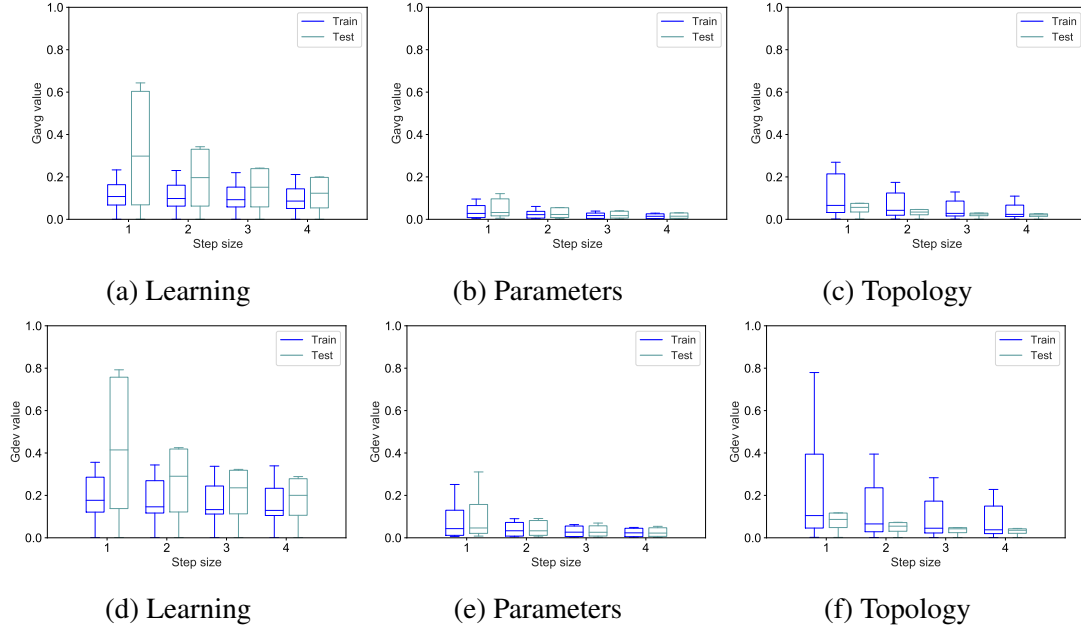 1.0
0.8
0.6
0.4
0.2
0.0
Gavg value
Train
Test
1 2 3 4
Step size
(a) Learning
1.0
0.8
0.6
0.4
0.2
0.0
Gavg value
Train
Test
1 2 3 4
Step size
(b) Parameters
1.0
0.8
0.6
0.4
0.2
0.0
Gavg value
Train
Test
1 2 3 4
Step size
(c) Topology
1.0
0.8
0.6
0.4
0.2
0.0
Gdev value
Train
Test
1 2 3 4
Step size
(d) Learning
1.0
0.8
0.6
0.4
0.2
0.0
Gdev value
Train
Test
1 2 3 4
Step size
(e) Parameters
1.0
0.8
0.6
0.4
0.2
0.0
Gdev value
Train
Test
1 2 3 4
Step size
(f) Topology